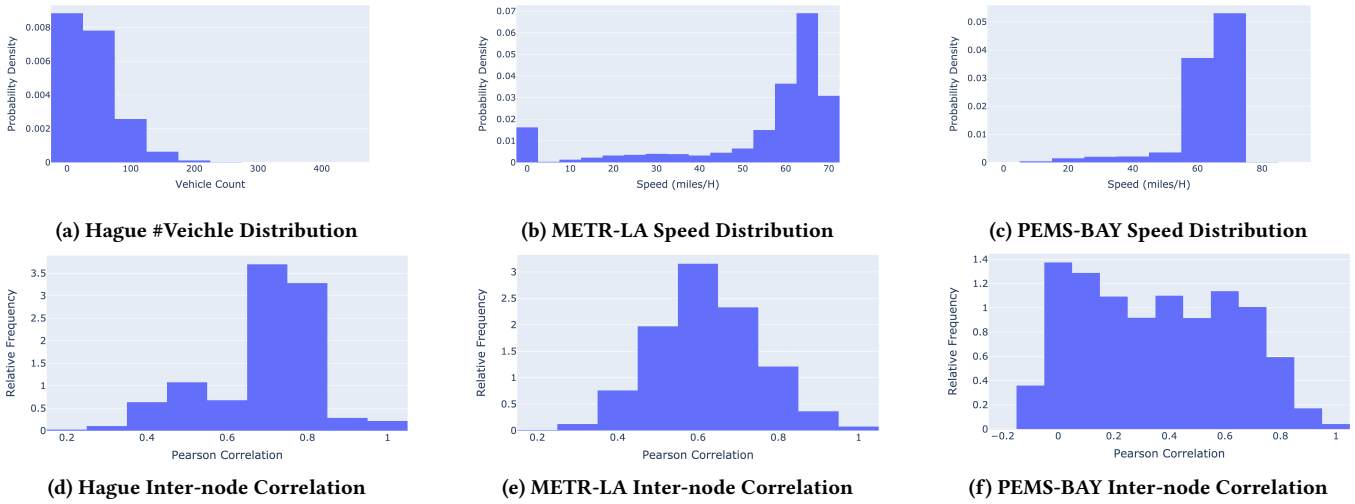 Probability Density
0.008
0.006
0.004
0.002
0
0 100 200 300 400
Vehicle Count
(a) Hague #Veichle Distribution
Probability Density
0.07
0.06
0.05
0.04
0.03
0.02
0.01
0
0 10 20 30 40 50 60 70
Speed (miles/H)
(b) METR-LA Speed Distribution
Probability Density
0.05
0.04
0.03
0.02
0.01
0
0 20 40 60 80
Speed (miles/H)
(c) PEMS-BAY Speed Distribution
Relative Frequency
3.5
3
2.5
2
1.5
1
0.5
0
0.2 0.4 0.6 0.8 1
Pearson Correlation
(d) Hague Inter-node Correlation
Relative Frequency
3
2.5
2
1.5
1
0.5
0
0.2 0.4 0.6 0.8 1
Pearson Correlation
(e) METR-LA Inter-node Correlation
Relative Frequency
1.4
1.2
1
0.8
0.6
0.4
0.2
0
−0.2 0 0.2 0.4 0.6 0.8 1
Pearson Correlation
(f) PEMS-BAY Inter-node Correlation